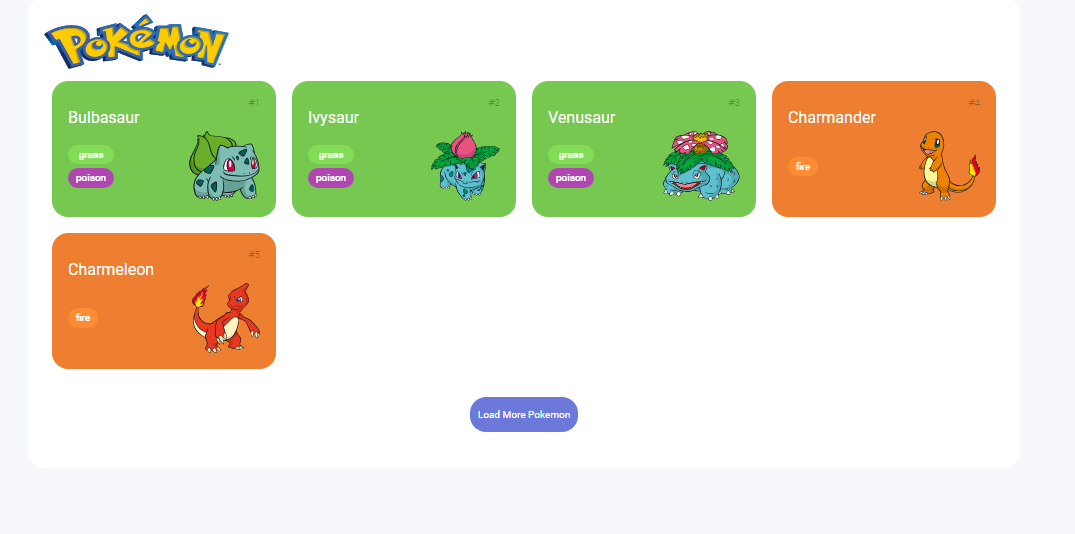 Pokémon
#1
Bulbasaur
grass
poison
#2
Ivysaur
grass
poison
#3
Venusaur
grass
poison
#4
Charmander
fire
#5
Charmeleon
fire
Load More Pokemon